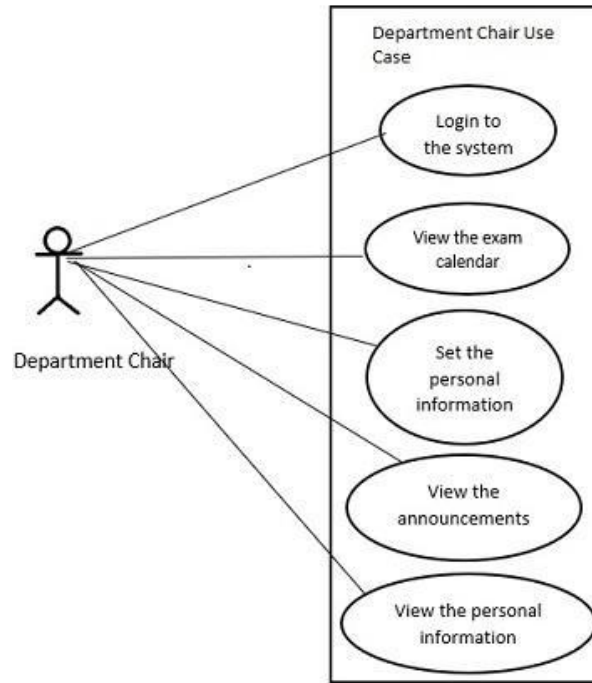 Department Chair Use
Case
Login to
the system
View the exam
calendar
Set the
personal
information
Department Chair
View the
announcements
View the personal
information